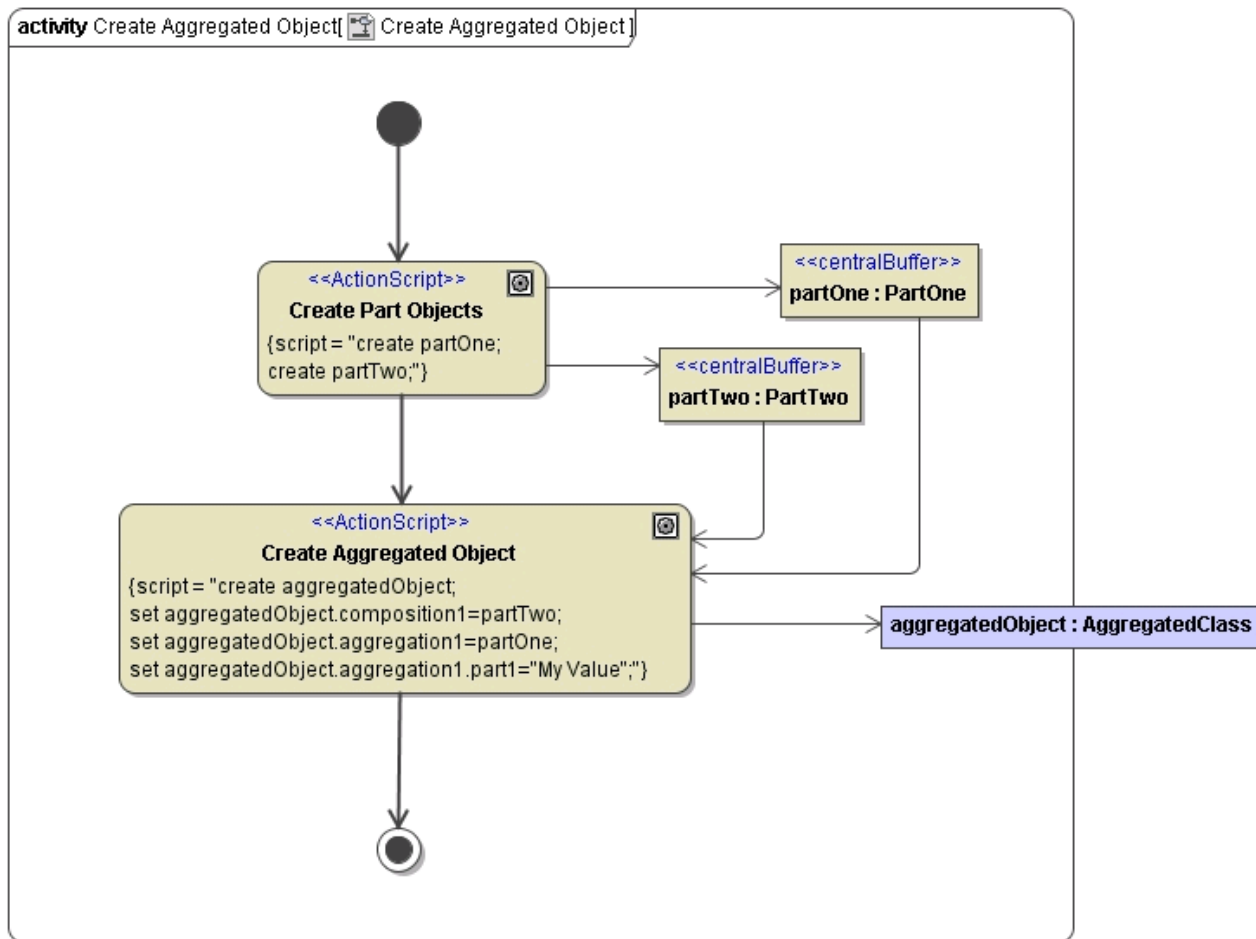 activity Create Aggregated Object[ Create Aggregated Object ]
<<ActionScript>>
Create Part Objects
{script = "create partOne;
create partTwo;"}
<<centralBuffer>>
partOne : PartOne
<<centralBuffer>>
partTwo : PartTwo
<<ActionScript>>
Create Aggregated Object
{script = "create aggregatedObject;
set aggregatedObject.composition1=partTwo;
set aggregatedObject.aggregation1=partOne;
set aggregatedObject.aggregation1.part1="My Value";"}
aggregatedObject : AggregatedClass